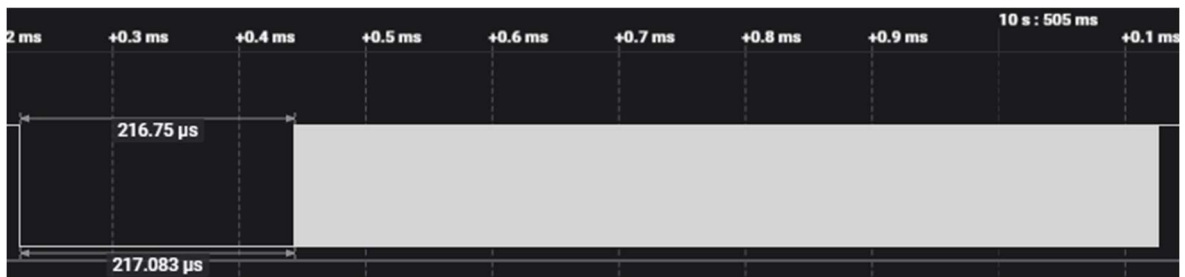 10 s : 505 ms
2 ms +0.3 ms +0.4 ms +0.5 ms +0.6 ms +0.7 ms +0.8 ms +0.9 ms +0.1 ms
216.75 µs
217.083 µs